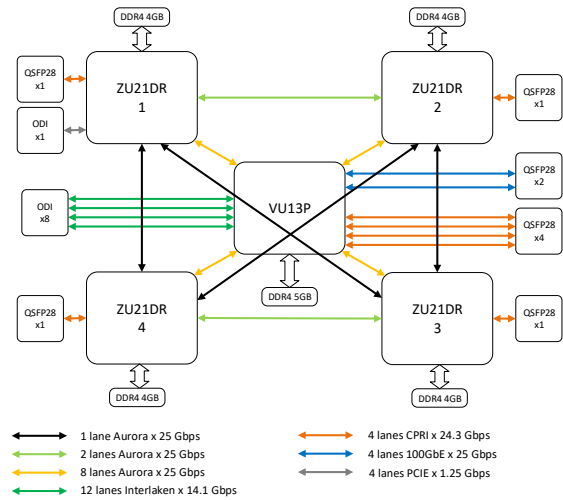 DDR4 4GB
DDR4 4GB
QSFP28
x1
ZU21DR
1
ZU21DR
2
QSFP28
x1
ODI
x1
QSFP28
x2
ODI
x8
VU13P
QSFP28
x4
DDR4 5GB
QSFP28
x1
ZU21DR
4
ZU21DR
3
QSFP28
x1
DDR4 4GB
DDR4 4GB
1 lane Aurora x 25 Gbps
2 lanes Aurora x 25 Gbps
8 lanes Aurora x 25 Gbps
12 lanes Interlaken x 14.1 Gbps
4 lanes CPRI x 24.3 Gbps
4 lanes 100GbE x 25 Gbps
4 lanes PCIE x 1.25 Gbps